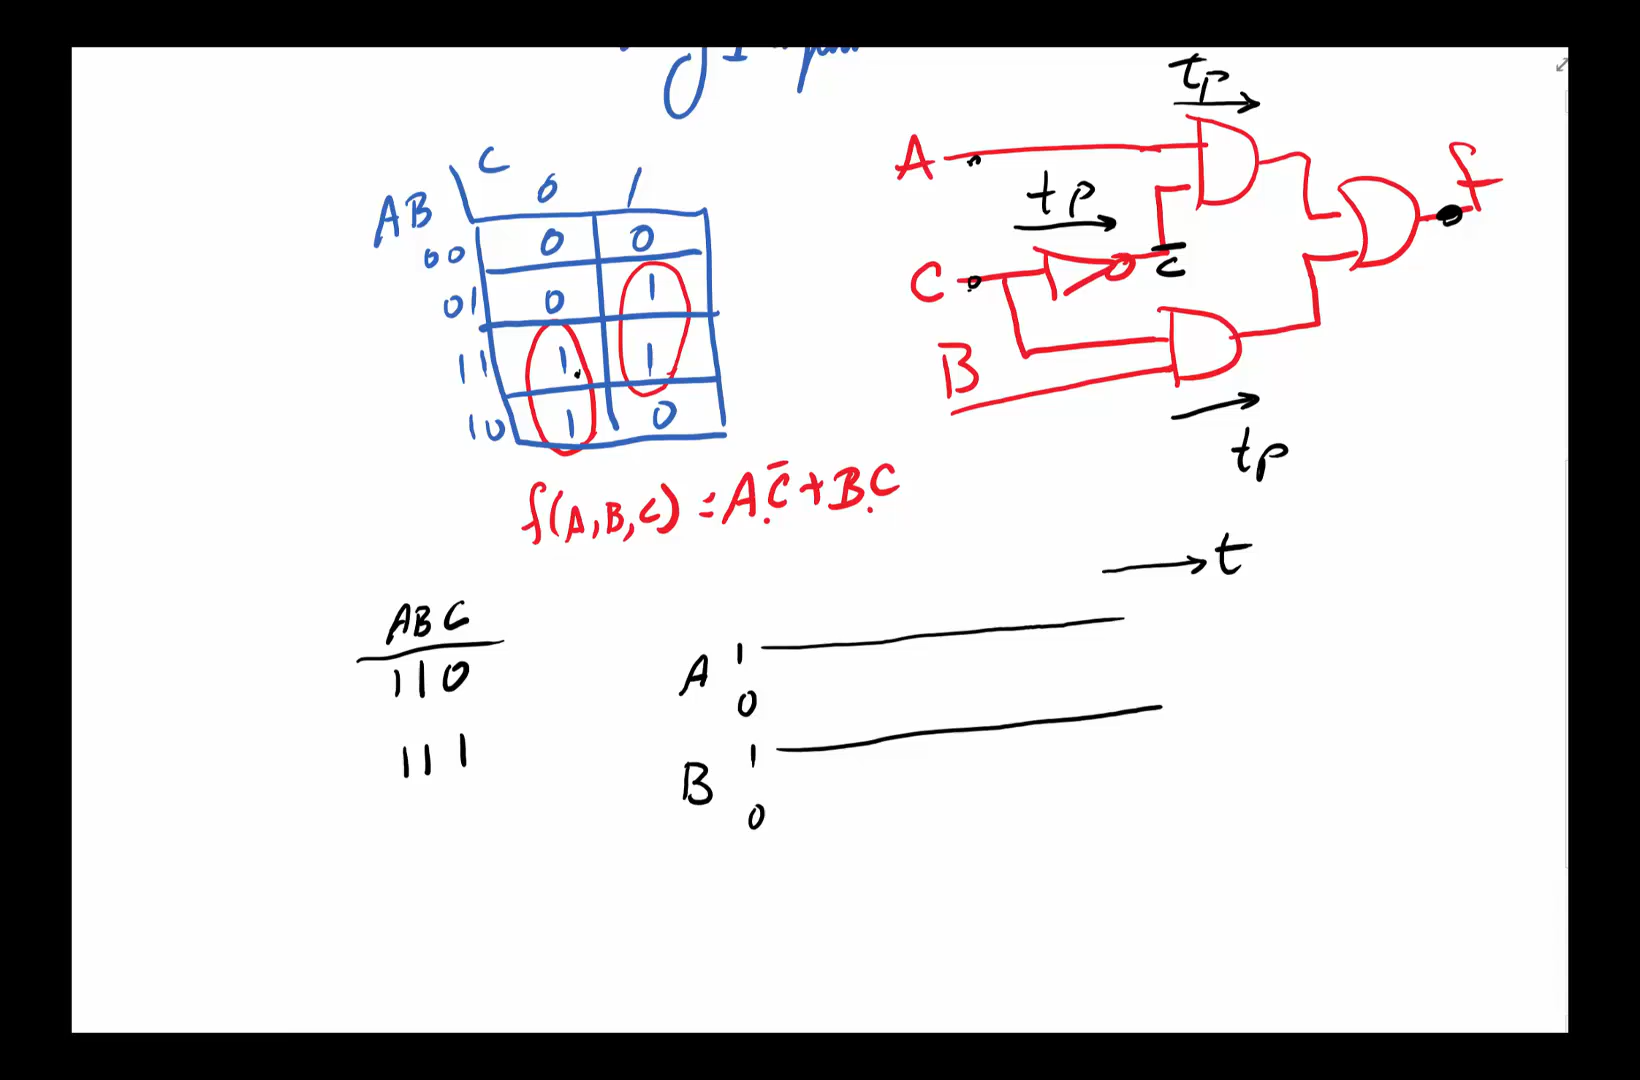 C
AB
0 1
00 0 0
01 0 1
11 1 1
10 1 0
f(A,B,C) = A.C̅ + B.C
tp
A
f
tp
C
C̅
B
tp
t
ABC
110
111
A 1
0
B 1
0